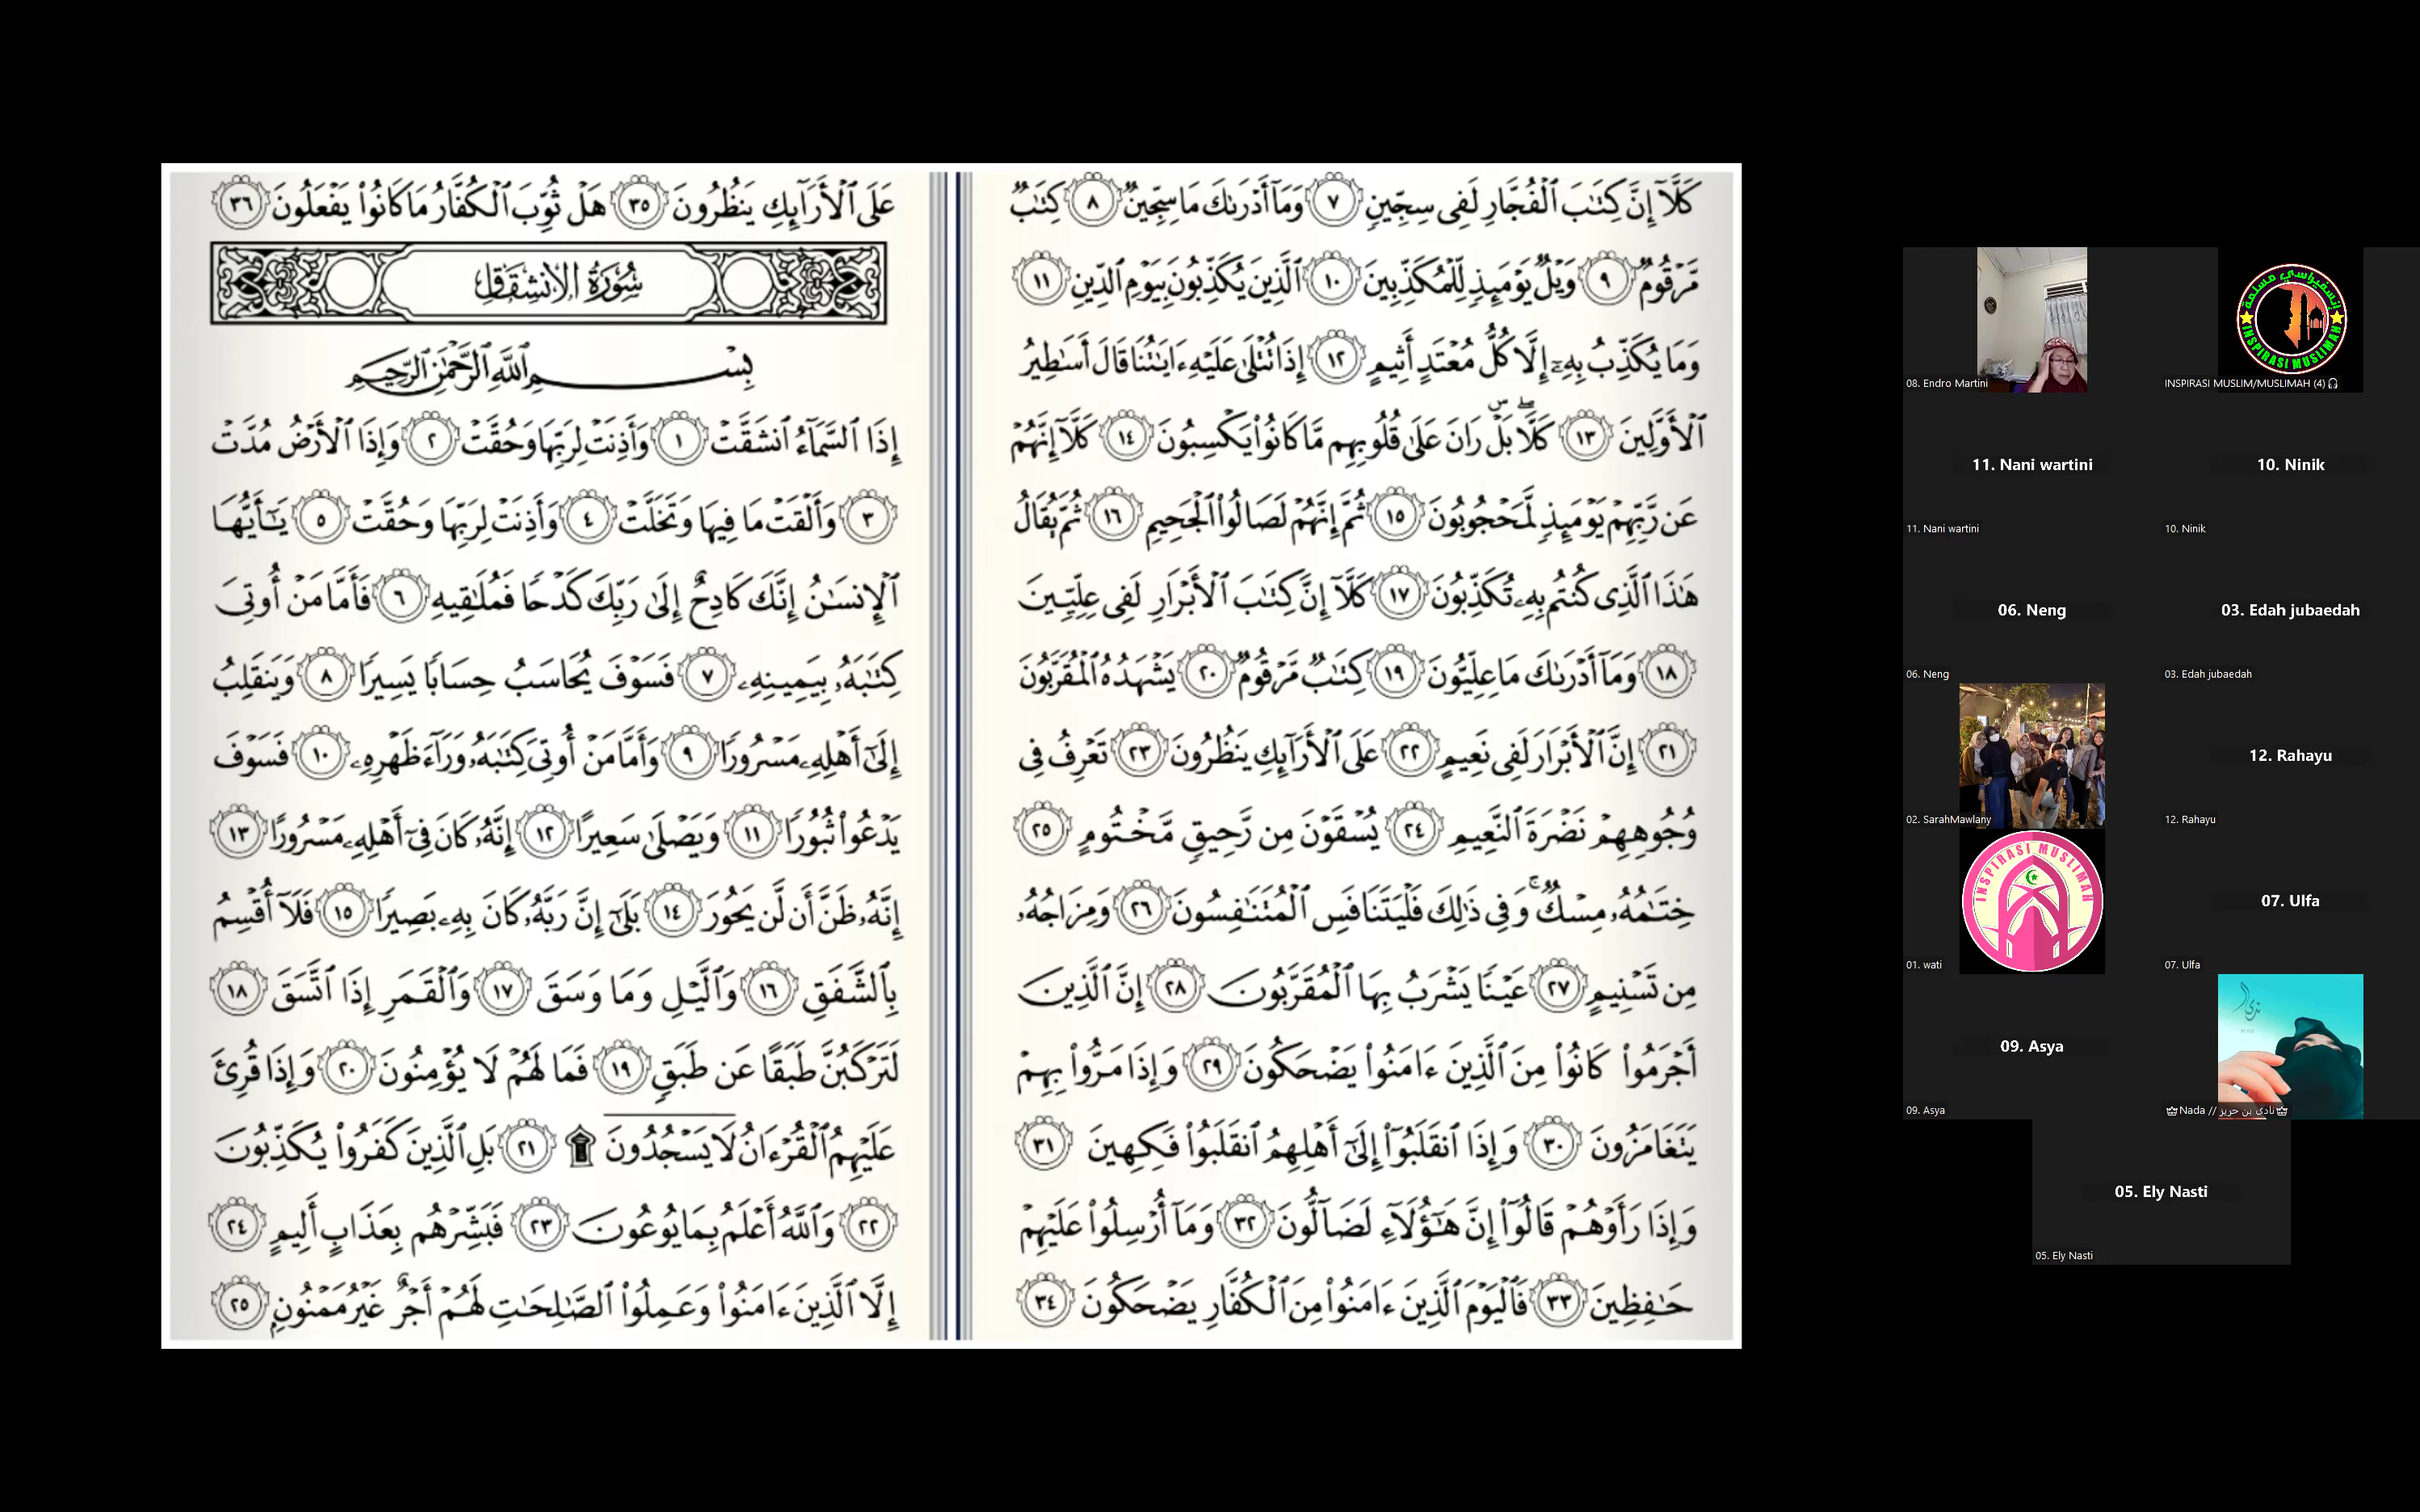 كَلَّآ إِنَّ كِتَٰبَ ٱلْفُجَّارِ لَفِى سِجِّينٍ ٧ وَمَآ أَدْرَىٰكَ مَا سِجِّينٌ ٨ كِتَٰبٌ
مَّرْقُومٌ ٩ وَيْلٌ يَوْمَئِذٍ لِّلْمُكَذِّبِينَ ١٠ ٱلَّذِينَ يُكَذِّبُونَ بِيَوْمِ ٱلدِّينِ ١١
وَمَا يُكَذِّبُ بِهِۦٓ إِلَّا كُلُّ مُعْتَدٍ أَثِيمٍ ١٢ إِذَا تُتْلَىٰ عَلَيْهِ ءَايَٰتُنَا قَالَ أَسَٰطِيرُ
ٱلْأَوَّلِينَ ١٣ كَلَّا ۖ بَلْ ۜ رَانَ عَلَىٰ قُلُوبِهِم مَّا كَانُوا۟ يَكْسِبُونَ ١٤ كَلَّآ إِنَّهُمْ
عَن رَّبِّهِمْ يَوْمَئِذٍ لَّمَحْجُوبُونَ ١٥ ثُمَّ إِنَّهُمْ لَصَالُوا۟ ٱلْجَحِيمِ ١٦ ثُمَّ يُقَالُ
هَٰذَا ٱلَّذِى كُنتُم بِهِۦ تُكَذِّبُونَ ١٧ كَلَّآ إِنَّ كِتَٰبَ ٱلْأَبْرَارِ لَفِى عِلِّيِّينَ
١٨ وَمَآ أَدْرَىٰكَ مَا عِلِّيُّونَ ١٩ كِتَٰبٌ مَّرْقُومٌ ٢٠ يَشْهَدُهُ ٱلْمُقَرَّبُونَ
٢١ إِنَّ ٱلْأَبْرَارَ لَفِى نَعِيمٍ ٢٢ عَلَى ٱلْأَرَآئِكِ يَنظُرُونَ ٢٣ تَعْرِفُ فِى
وُجُوهِهِمْ نَضْرَةَ ٱلنَّعِيمِ ٢٤ يُسْقَوْنَ مِن رَّحِيقٍ مَّخْتُومٍ ٢٥
خِتَٰمُهُۥ مِسْكٌ ۚ وَفِى ذَٰلِكَ فَلْيَتَنَافَسِ ٱلْمُتَنَٰفِسُونَ ٢٦ وَمِزَاجُهُۥ
مِن تَسْنِيمٍ ٢٧ عَيْنًا يَشْرَبُ بِهَا ٱلْمُقَرَّبُونَ ٢٨ إِنَّ ٱلَّذِينَ
أَجْرَمُوا۟ كَانُوا۟ مِنَ ٱلَّذِينَ ءَامَنُوا۟ يَضْحَكُونَ ٢٩ وَإِذَا مَرُّوا۟ بِهِمْ
يَتَغَامَزُونَ ٣٠ وَإِذَا ٱنقَلَبُوٓا۟ إِلَىٰٓ أَهْلِهِمُ ٱنقَلَبُوا۟ فَكِهِينَ ٣١
وَإِذَا رَأَوْهُمْ قَالُوٓا۟ إِنَّ هَٰٓؤُلَآءِ لَضَآلُّونَ ٣٢ وَمَآ أُرْسِلُوا۟ عَلَيْهِمْ
حَٰفِظِينَ ٣٣ فَٱلْيَوْمَ ٱلَّذِينَ ءَامَنُوا۟ مِنَ ٱلْكُفَّارِ يَضْحَكُونَ ٣٤
عَلَى ٱلْأَرَآئِكِ يَنظُرُونَ ٣٥ هَلْ ثُوِّبَ ٱلْكُفَّارُ مَا كَانُوا۟ يَفْعَلُونَ ٣٦
سُورَةُ الانشقاق
بِسْمِ ٱللَّهِ ٱلرَّحْمَٰنِ ٱلرَّحِيمِ
إِذَا ٱلسَّمَآءُ ٱنشَقَّتْ ١ وَأَذِنَتْ لِرَبِّهَا وَحُقَّتْ ٢ وَإِذَا ٱلْأَرْضُ مُدَّتْ
٣ وَأَلْقَتْ مَا فِيهَا وَتَخَلَّتْ ٤ وَأَذِنَتْ لِرَبِّهَا وَحُقَّتْ ٥ يَٰٓأَيُّهَا
ٱلْإِنسَٰنُ إِنَّكَ كَادِحٌ إِلَىٰ رَبِّكَ كَدْحًا فَمُلَٰقِيهِ ٦ فَأَمَّا مَنْ أُوتِىَ
كِتَٰبَهُۥ بِيَمِينِهِۦ ٧ فَسَوْفَ يُحَاسَبُ حِسَابًا يَسِيرًا ٨ وَيَنقَلِبُ
إِلَىٰٓ أَهْلِهِۦ مَسْرُورًا ٩ وَأَمَّا مَنْ أُوتِىَ كِتَٰبَهُۥ وَرَآءَ ظَهْرِهِۦ ١٠ فَسَوْفَ
يَدْعُوا۟ ثُبُورًا ١١ وَيَصْلَىٰ سَعِيرًا ١٢ إِنَّهُۥ كَانَ فِىٓ أَهْلِهِۦ مَسْرُورًا ١٣
إِنَّهُۥ ظَنَّ أَن لَّن يَحُورَ ١٤ بَلَىٰٓ إِنَّ رَبَّهُۥ كَانَ بِهِۦ بَصِيرًا ١٥ فَلَآ أُقْسِمُ
بِٱلشَّفَقِ ١٦ وَٱلَّيْلِ وَمَا وَسَقَ ١٧ وَٱلْقَمَرِ إِذَا ٱتَّسَقَ ١٨
لَتَرْكَبُنَّ طَبَقًا عَن طَبَقٍ ١٩ فَمَا لَهُمْ لَا يُؤْمِنُونَ ٢٠ وَإِذَا قُرِئَ
عَلَيْهِمُ ٱلْقُرْءَانُ لَا يَسْجُدُونَ ۩ ٢١ بَلِ ٱلَّذِينَ كَفَرُوا۟ يُكَذِّبُونَ
٢٢ وَٱللَّهُ أَعْلَمُ بِمَا يُوعُونَ ٢٣ فَبَشِّرْهُم بِعَذَابٍ أَلِيمٍ ٢٤
إِلَّا ٱلَّذِينَ ءَامَنُوا۟ وَعَمِلُوا۟ ٱلصَّٰلِحَٰتِ لَهُمْ أَجْرٌ غَيْرُ مَمْنُونٍ ٢٥
08. Endro Martini
إنسفيراسي مسلمة
INSPIRASI MUSLIMAH
INSPIRASI MUSLIM/MUSLIMAH (4)
11. Nani wartini
11. Nani wartini
10. Ninik
10. Ninik
06. Neng
06. Neng
03. Edah jubaedah
03. Edah jubaedah
02. SarahMawlany
12. Rahayu
12. Rahayu
INSPIRASI MUSLIMAH
01. wati
07. Ulfa
07. Ulfa
09. Asya
09. Asya
Nada // نادى بن حريز
05. Ely Nasti
05. Ely Nasti